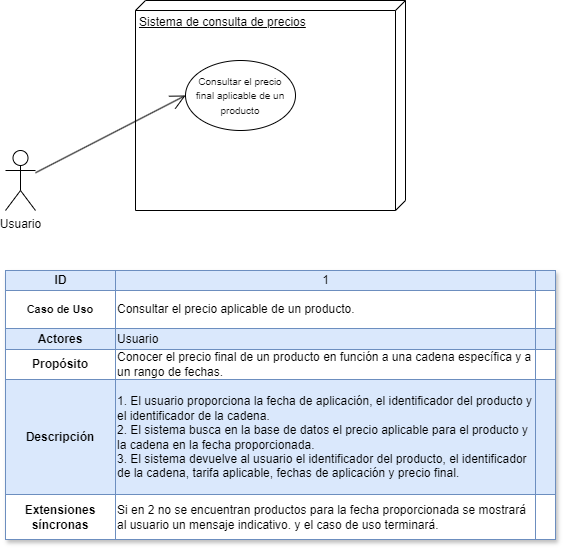 Sistema de consulta de precios
Consultar el precio
final aplicable de un
producto
Usuario
ID 1
Caso de Uso Consultar el precio aplicable de un producto.
Actores Usuario
Propósito Conocer el precio final de un producto en función a una cadena específica y a
un rango de fechas.
Descripción
1. El usuario proporciona la fecha de aplicación, el identificador del producto y
el identificador de la cadena.
2. El sistema busca en la base de datos el precio aplicable para el producto y
la cadena en la fecha proporcionada.
3. El sistema devuelve al usuario el identificador del producto, el identificador
de la cadena, tarifa aplicable, fechas de aplicación y precio final.
Extensiones
síncronas
Si en 2 no se encuentran productos para la fecha proporcionada se mostrará
al usuario un mensaje indicativo. y el caso de uso terminará.